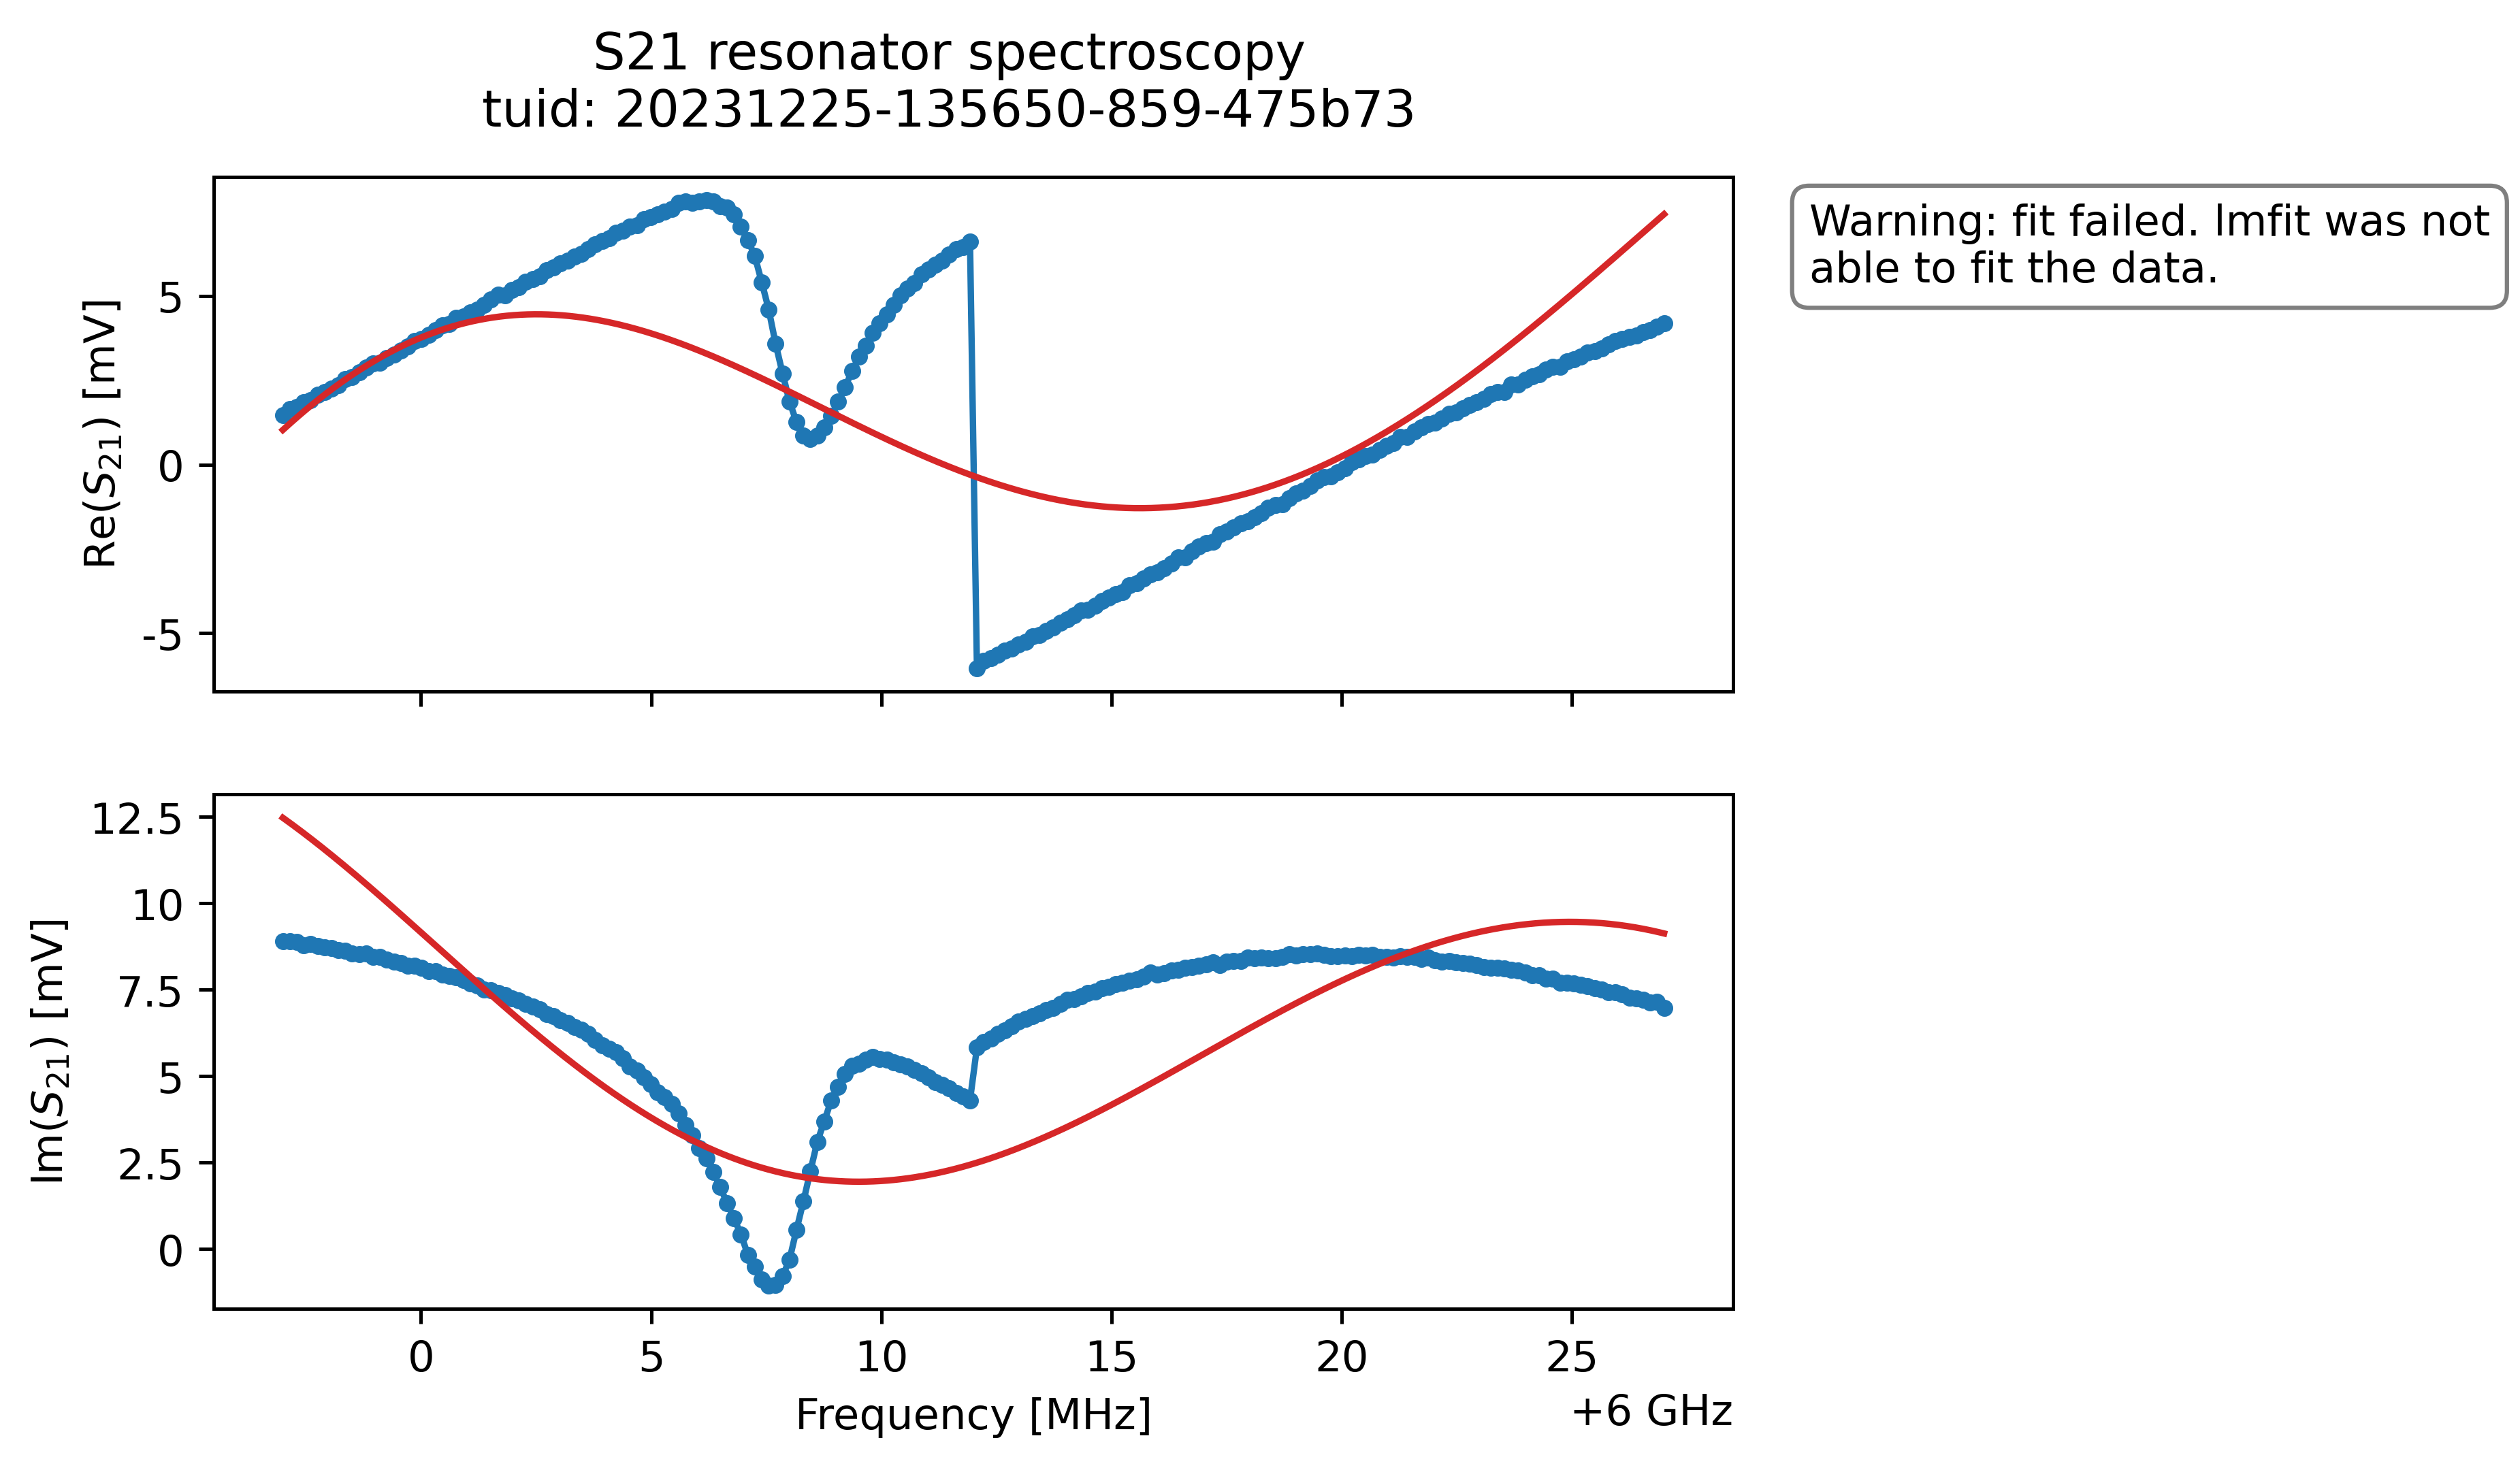 S21 resonator spectroscopy
tuid: 20231225-135650-859-475b73
Warning: fit failed. lmfit was not
able to fit the data.
Re(S21) [mV]
5
0
-5
Im(S21) [mV]
12.5
10
7.5
5
2.5
0
0 5 10 15 20 25
Frequency [MHz]
+6 GHz